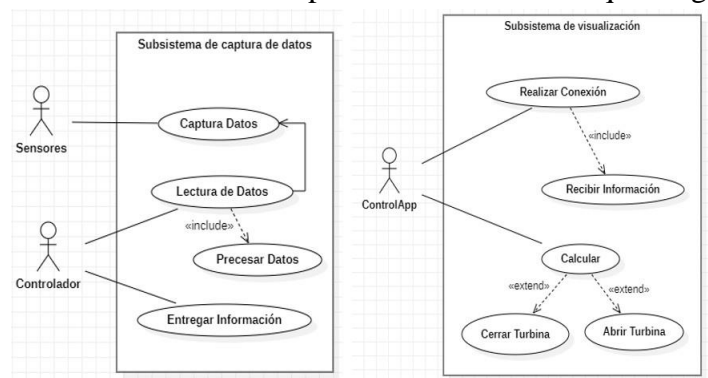 Subsistema de captura de datos
Captura Datos
Sensores
Lectura de Datos
«include»
Precesar Datos
Controlador
Entregar Información
Subsistema de visualización
Realizar Conexión
«include»
Recibir Información
ControlApp
Calcular
«extend»
«extend»
Cerrar Turbina
Abrir Turbina